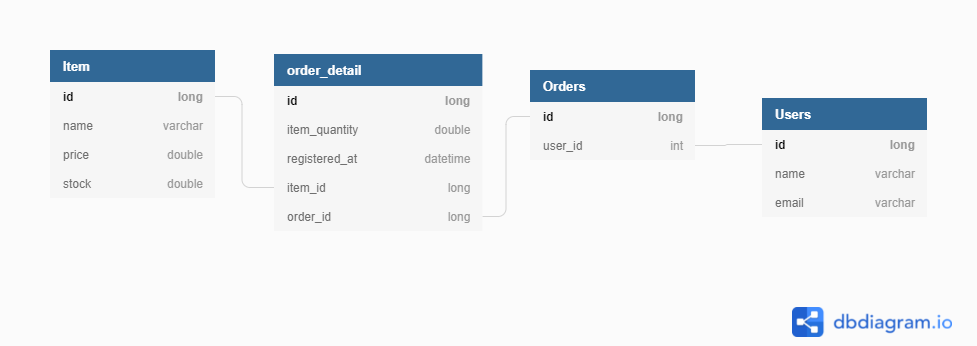 Item
id long
name varchar
price double
stock double
order_detail
id long
item_quantity double
registered_at datetime
item_id long
order_id long
Orders
id long
user_id int
Users
id long
name varchar
email varchar
dbdiagram.io